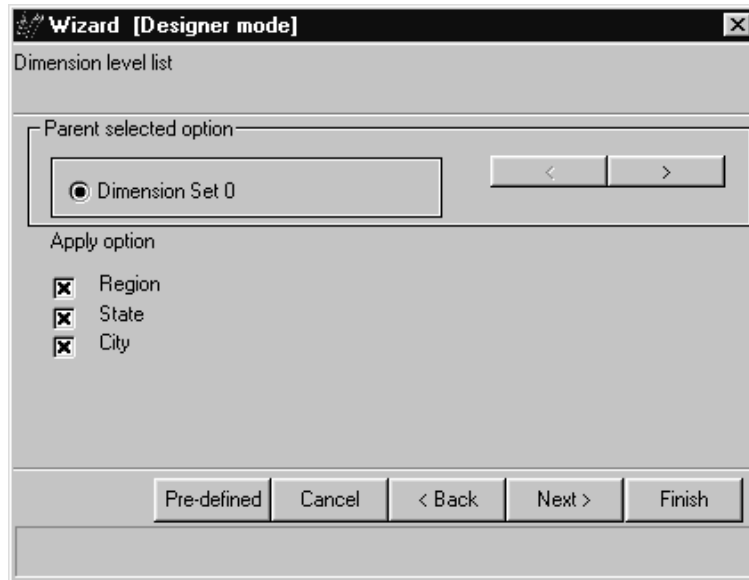 Wizard [Designer mode]
Dimension level list
Parent selected option
Dimension Set 0
< >
Apply option
Region
State
City
Pre-defined Cancel < Back Next > Finish